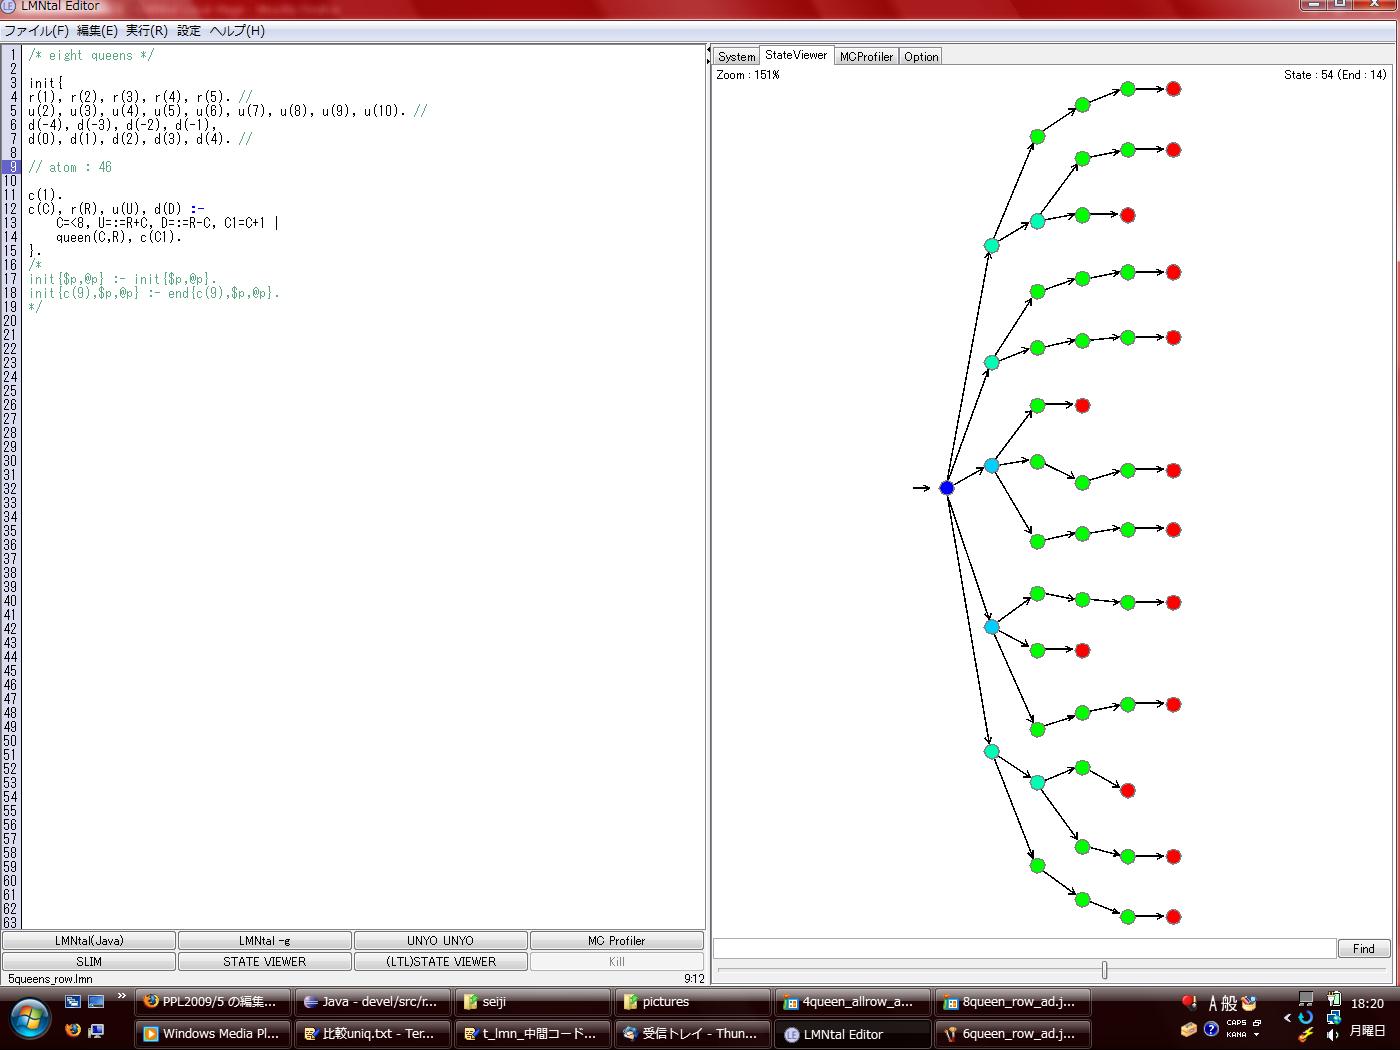 LMNtal Editor
ファイル(F) 編集(E) 実行(R) 設定 ヘルプ(H)
1 /* eight queens */
2
3 init{
4 r(1), r(2), r(3), r(4), r(5). //
5 u(2), u(3), u(4), u(5), u(6), u(7), u(8), u(9), u(10). //
6 d(-4), d(-3), d(-2), d(-1),
7 d(0), d(1), d(2), d(3), d(4). //
8
9 // atom : 46
10
11 c(1).
12 c(C), r(R), u(U), d(D) :-
13 C=<8, U=:=R+C, D=:=R-C, C1=C+1 |
14 queen(C,R), c(C1).
15 }.
16 /*
17 init{$p,@p} :- init{$p,@p}.
18 init{c(9),$p,@p} :- end{c(9),$p,@p}.
19 */
20
21
22
23
24
25
26
27
28
29
30
31
32
33
34
35
36
37
38
39
40
41
42
43
44
45
46
47
48
49
50
51
52
53
54
55
56
57
58
59
60
61
62
63
System StateViewer MCProfiler Option
Zoom : 151% State : 54 (End : 14)
Find
LMNtal(Java) LMNtal -g UNYO UNYO MC Profiler
SLIM STATE VIEWER (LTL)STATE VIEWER Kill
5queens_row.lmn 9:12
PPL2009/5 の編集... Java - devel/src/r... seiji pictures 4queen_allrow_a... 8queen_row_ad.j...
Windows Media Pl... 比較uniq.txt - Ter... t_lmn_中間コード... 受信トレイ - Thun... LMNtal Editor 6queen_row_ad.j...
A 般
CAPS
KANA
18:20
月曜日